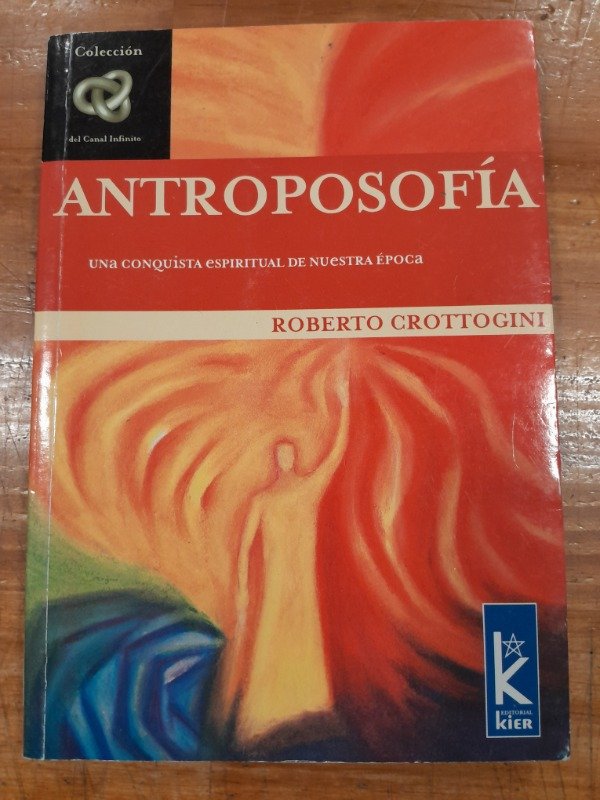 Colección
del Canal Infinito
ANTROPOSOFÍA
UNA CONQUISTA ESPIRITUAL DE NUESTRA ÉPOCA
ROBERTO CROTTOGINI
k
EDITORIAL
KIER